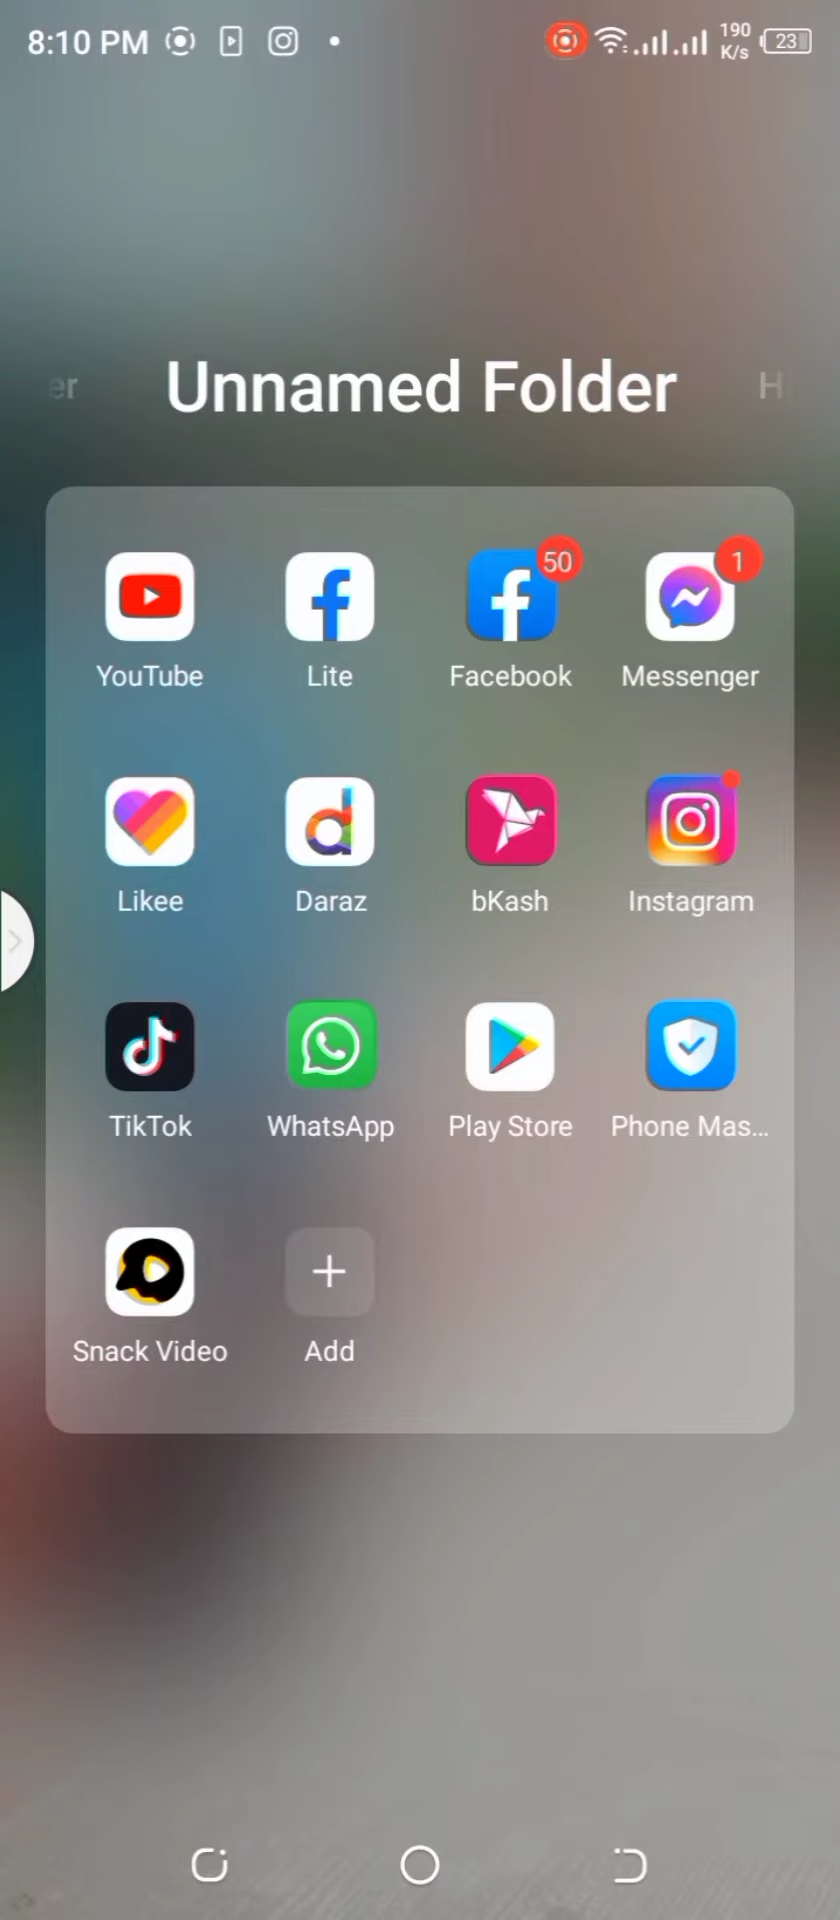 8:10 PM
190
K/s
23
er
Unnamed Folder
H
YouTube
Lite
50
Facebook
1
Messenger
Likee
Daraz
bKash
Instagram
TikTok
WhatsApp
Play Store
Phone Mas...
Snack Video
Add